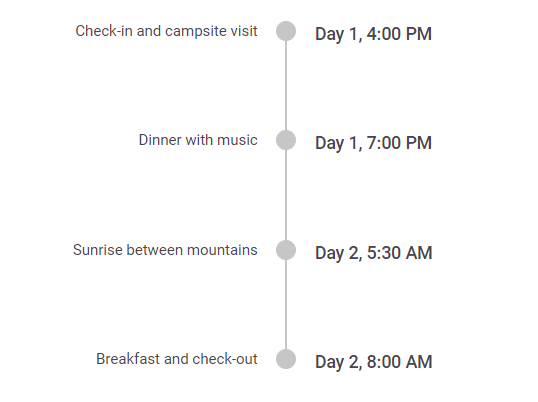 Check-in and campsite visit
Day 1, 4:00 PM
Dinner with music
Day 1, 7:00 PM
Sunrise between mountains
Day 2, 5:30 AM
Breakfast and check-out
Day 2, 8:00 AM